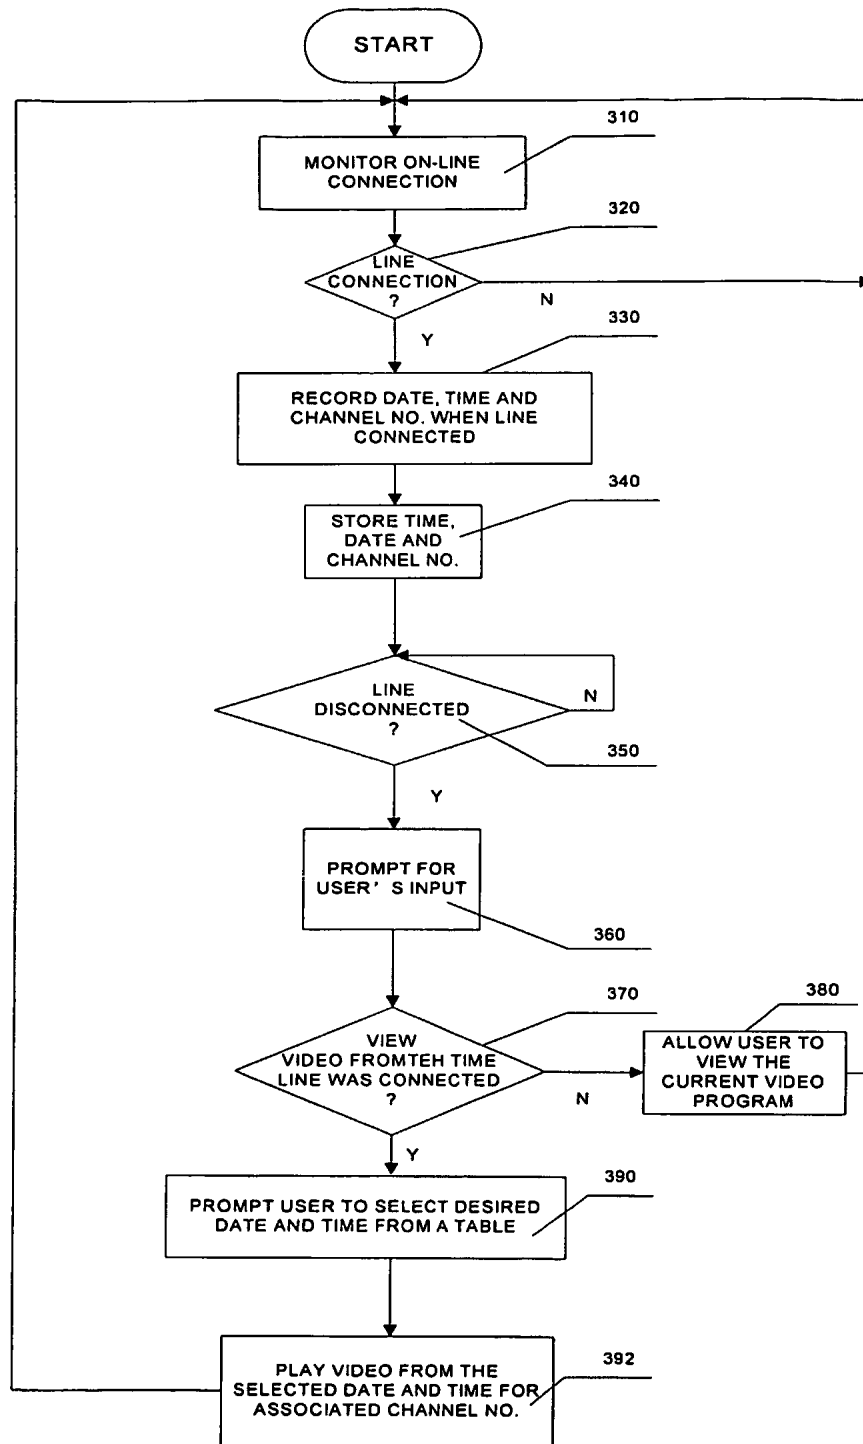 START
310
MONITOR ON-LINE
CONNECTION
320
LINE
CONNECTION
?
N
Y
330
RECORD DATE, TIME AND
CHANNEL NO. WHEN LINE
CONNECTED
340
STORE TIME,
DATE AND
CHANNEL NO.
LINE
DISCONNECTED
?
N
350
Y
PROMPT FOR
USER' S INPUT
360
370
VIEW
VIDEO FROMTEH TIME
LINE WAS CONNECTED
?
N
380
ALLOW USER TO
VIEW THE
CURRENT VIDEO
PROGRAM
Y
390
PROMPT USER TO SELECT DESIRED
DATE AND TIME FROM A TABLE
392
PLAY VIDEO FROM THE
SELECTED DATE AND TIME FOR
ASSOCIATED CHANNEL NO.